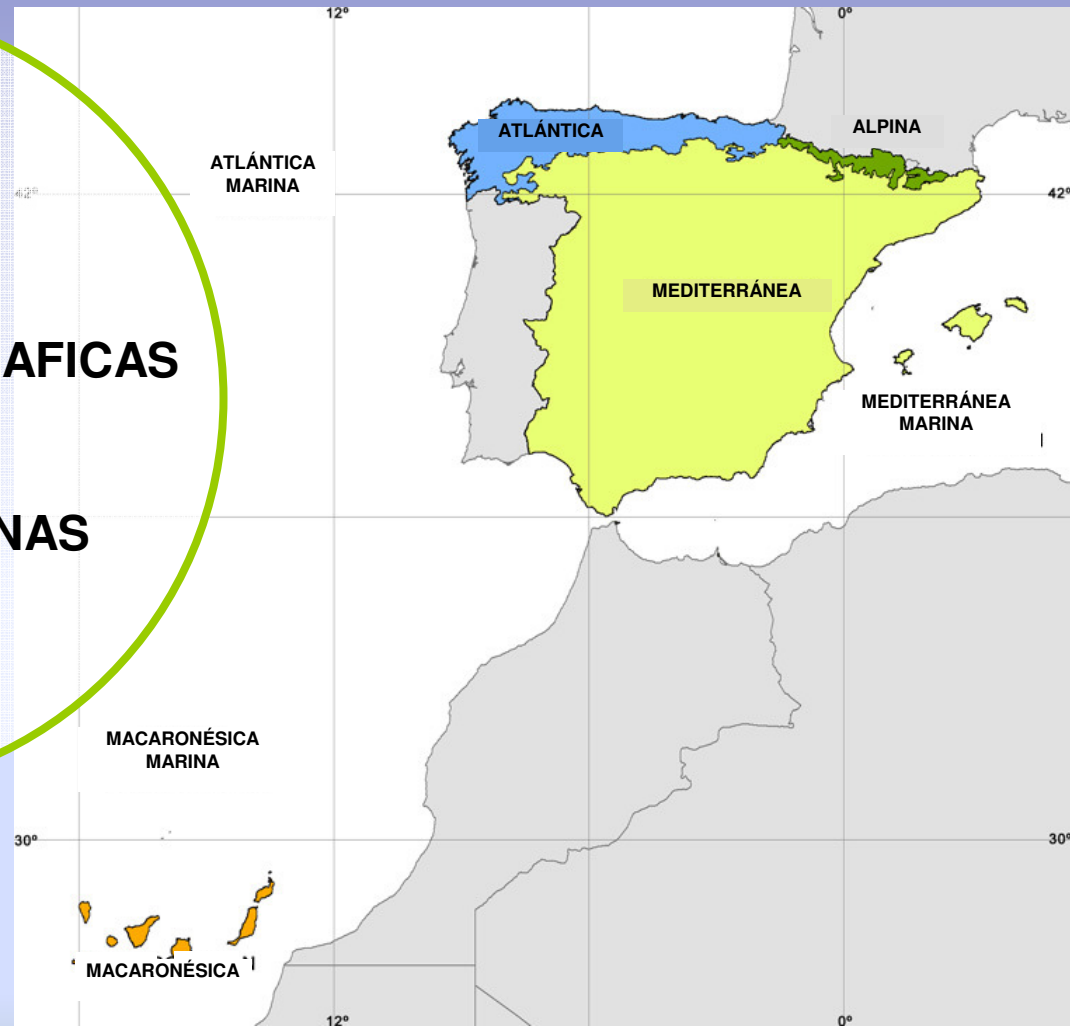 12º
0º
ATLÁNTICA
ALPINA
ATLÁNTICA
MARINA
42º
42º
MEDITERRÁNEA
AFICAS
MEDITERRÁNEA
MARINA
NAS
MACARONÉSICA
MARINA
30º
30º
MACARONÉSICA
12º
0º